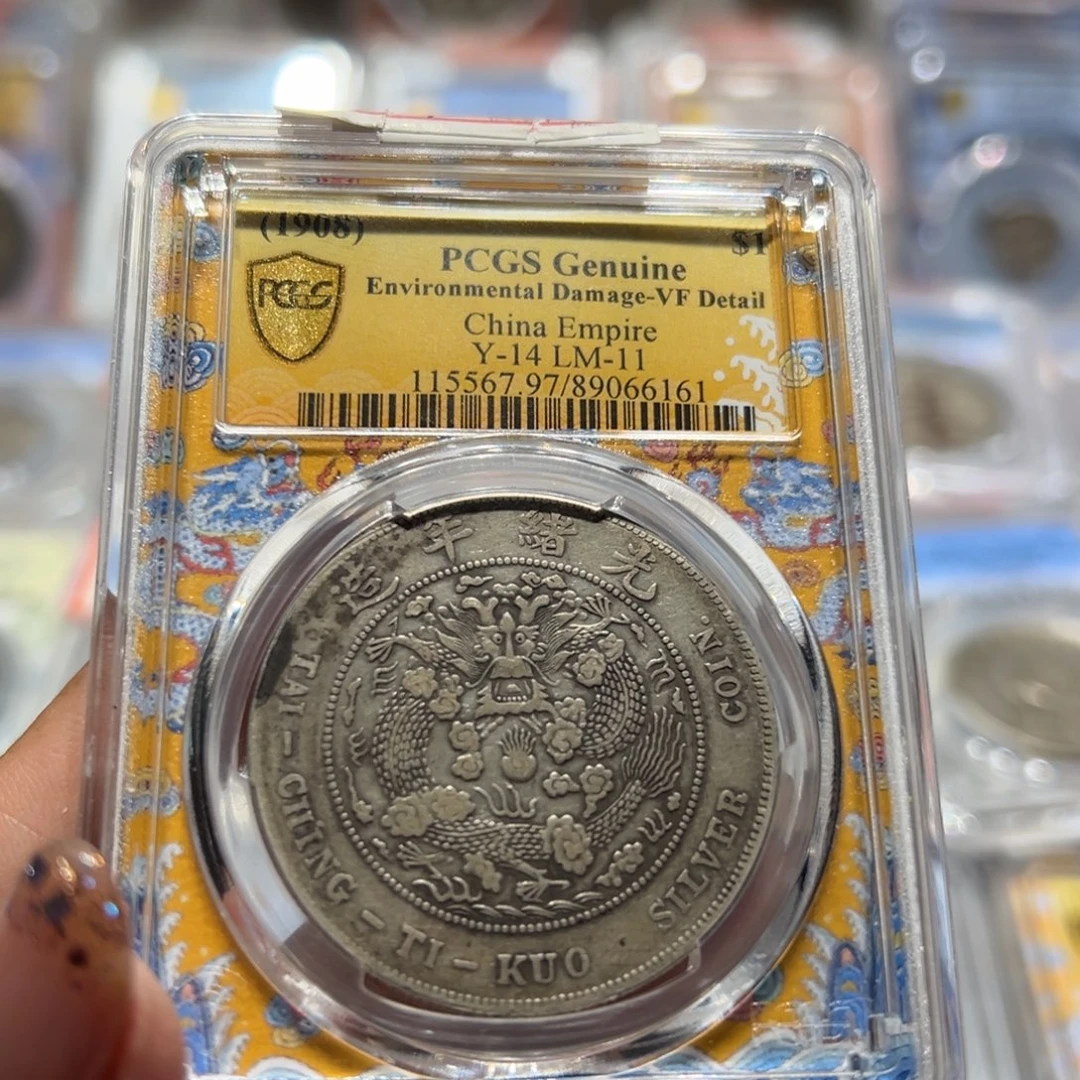 (1908) $1
PCGS Genuine
PCGS
Environmental Damage-VF Detail
China Empire
Y-14 LM-11
115567.97/89066161
造年緒光
TAI-CHING-TI-KUO SILVER COIN.